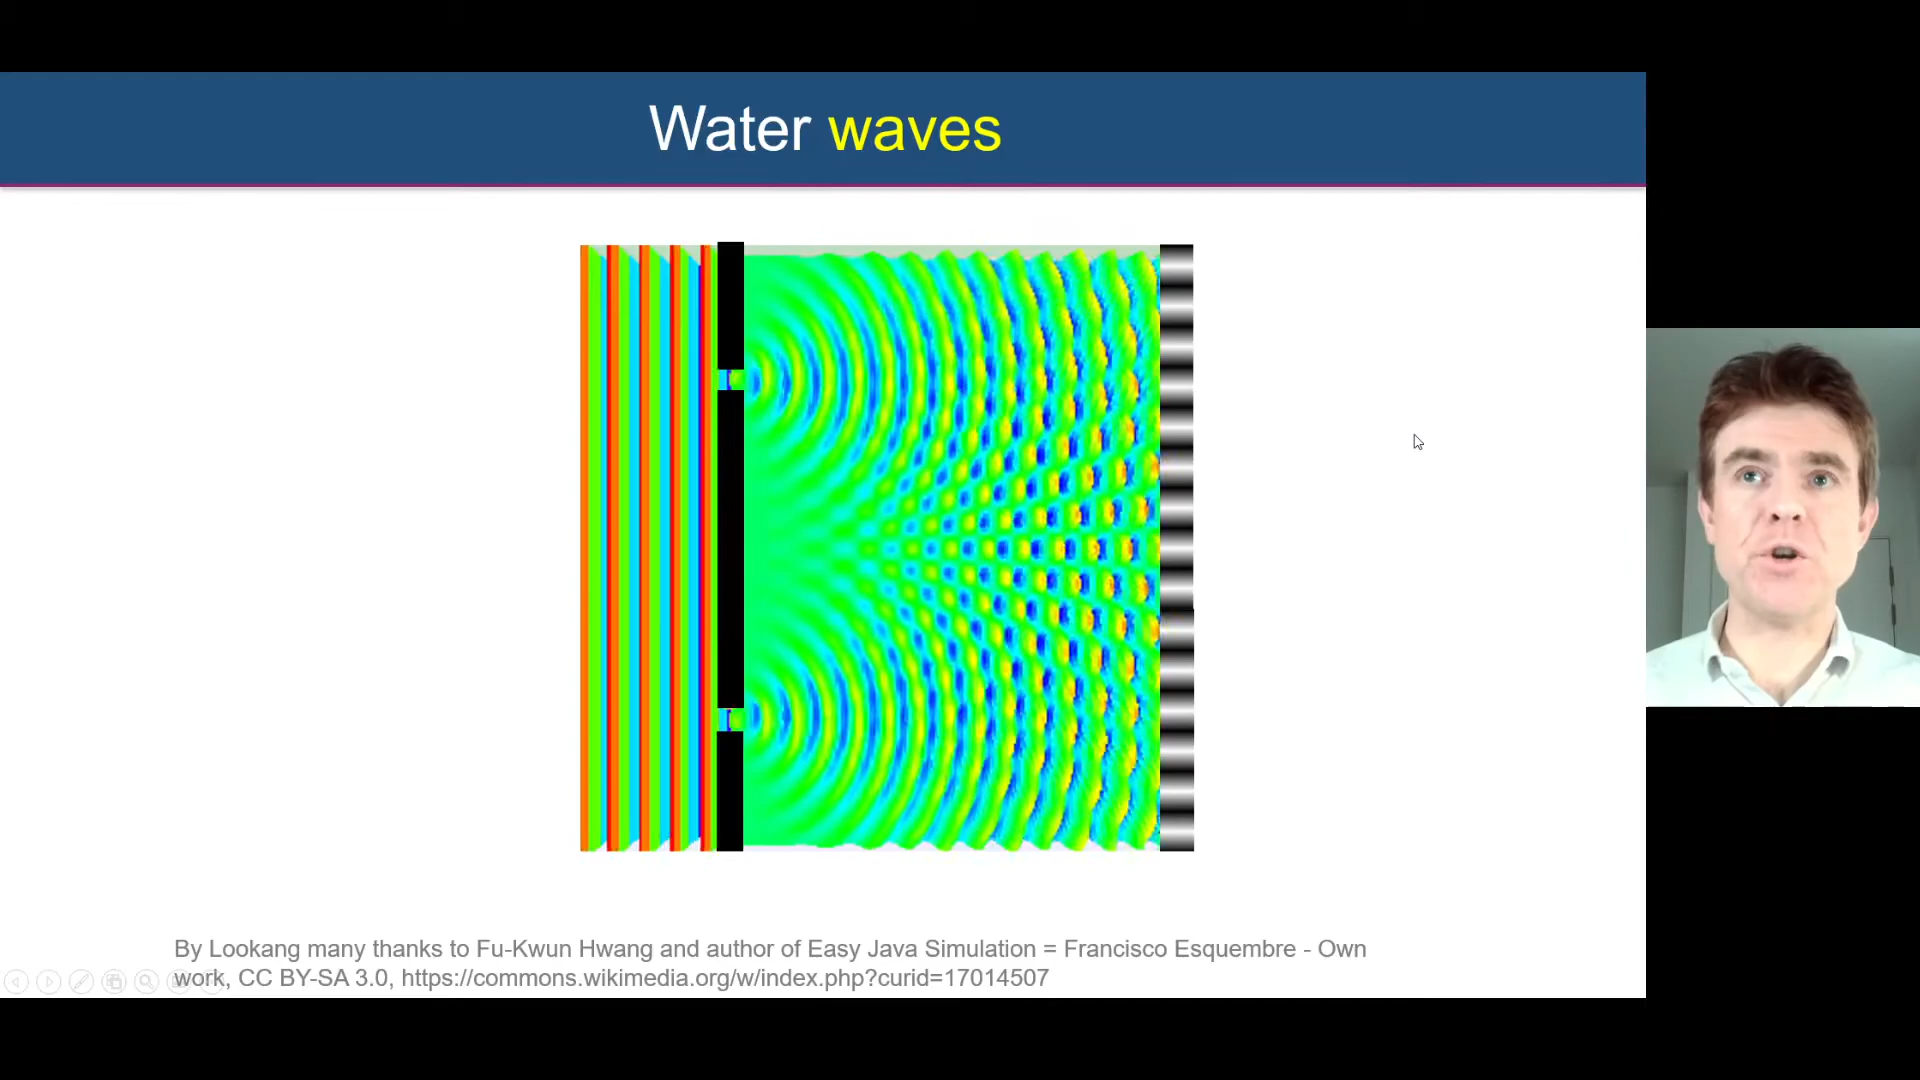 Water waves
By Lookang many thanks to Fu-Kwun Hwang and author of Easy Java Simulation = Francisco Esquembre - Own
work, CC BY-SA 3.0, https://commons.wikimedia.org/w/index.php?curid=17014507